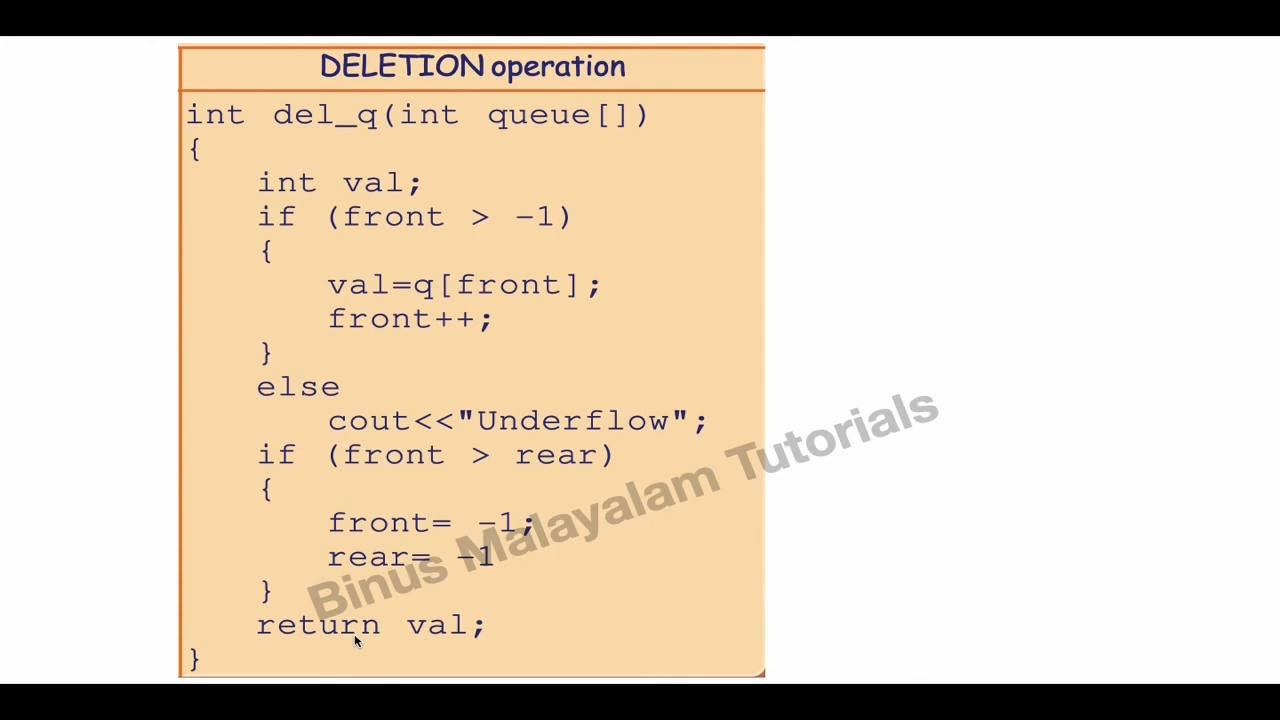 DELETION operation
int del_q(int queue[])
{
int val;
if (front > -1)
{
val=q[front];
front++;
}
else
cout<<"Underflow";
if (front > rear)
{
front= -1;
rear= -1
}
return val;
}
Binus Malayalam Tutorials